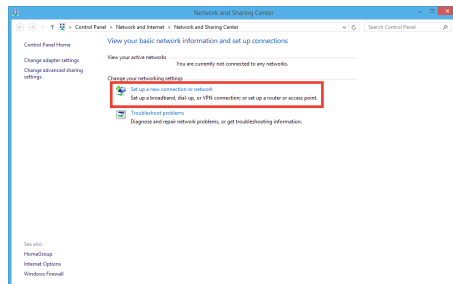 Network and Sharing Center
Control Panel ▸ Network and Internet ▸ Network and Sharing Center
Search Control Panel
Control Panel Home
Change adapter settings
Change advanced sharing
settings
View your basic network information and set up connections
View your active networks
You are currently not connected to any networks.
Change your networking settings
Set up a new connection or network
Set up a broadband, dial-up, or VPN connection; or set up a router or access point.
Troubleshoot problems
Diagnose and repair network problems, or get troubleshooting information.
See also
HomeGroup
Internet Options
Windows Firewall